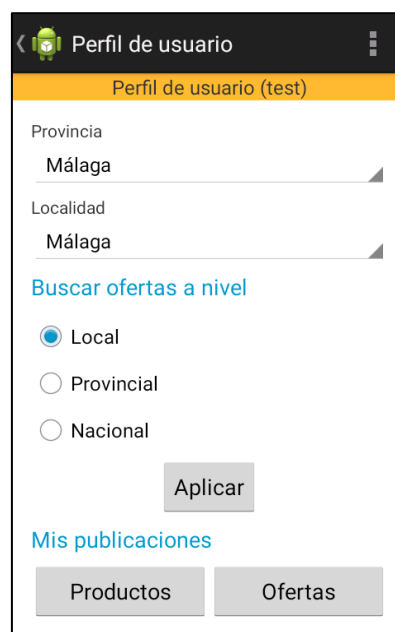 Perfil de usuario
Perfil de usuario (test)
Provincia
Málaga
Localidad
Málaga
Buscar ofertas a nivel
Local
Provincial
Nacional
Aplicar
Mis publicaciones
Productos Ofertas